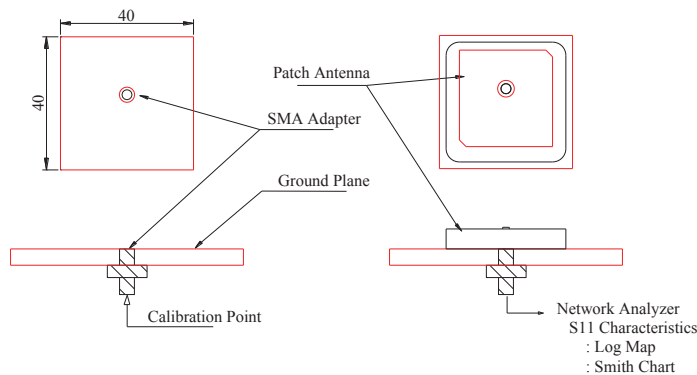 40
40
Patch Antenna
SMA Adapter
Ground Plane
Calibration Point
Network Analyzer
S11 Characteristics
: Log Map
: Smith Chart